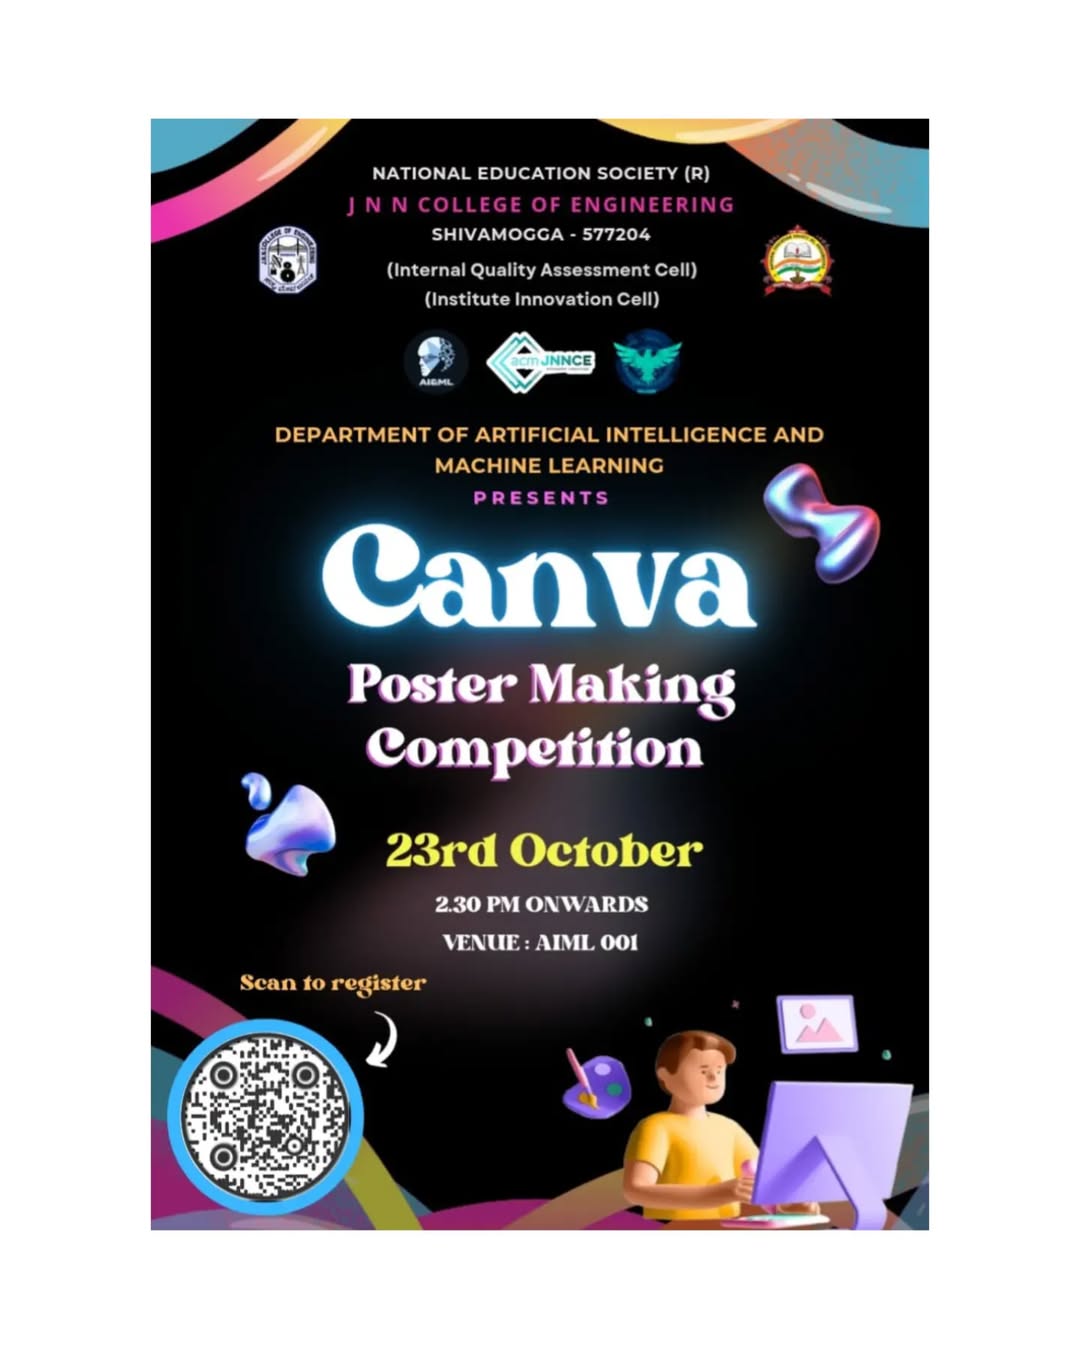 NATIONAL EDUCATION SOCIETY (R)
J N N COLLEGE OF ENGINEERING
SHIVAMOGGA - 577204
(Internal Quality Assessment Cell)
(Institute Innovation Cell)
AI&ML
acm JNNCE
DEPARTMENT OF ARTIFICIAL INTELLIGENCE AND
MACHINE LEARNING
PRESENTS
Canva
Poster Making
Competition
23rd October
2.30 PM ONWARDS
VENUE : AIML 001
Scan to register